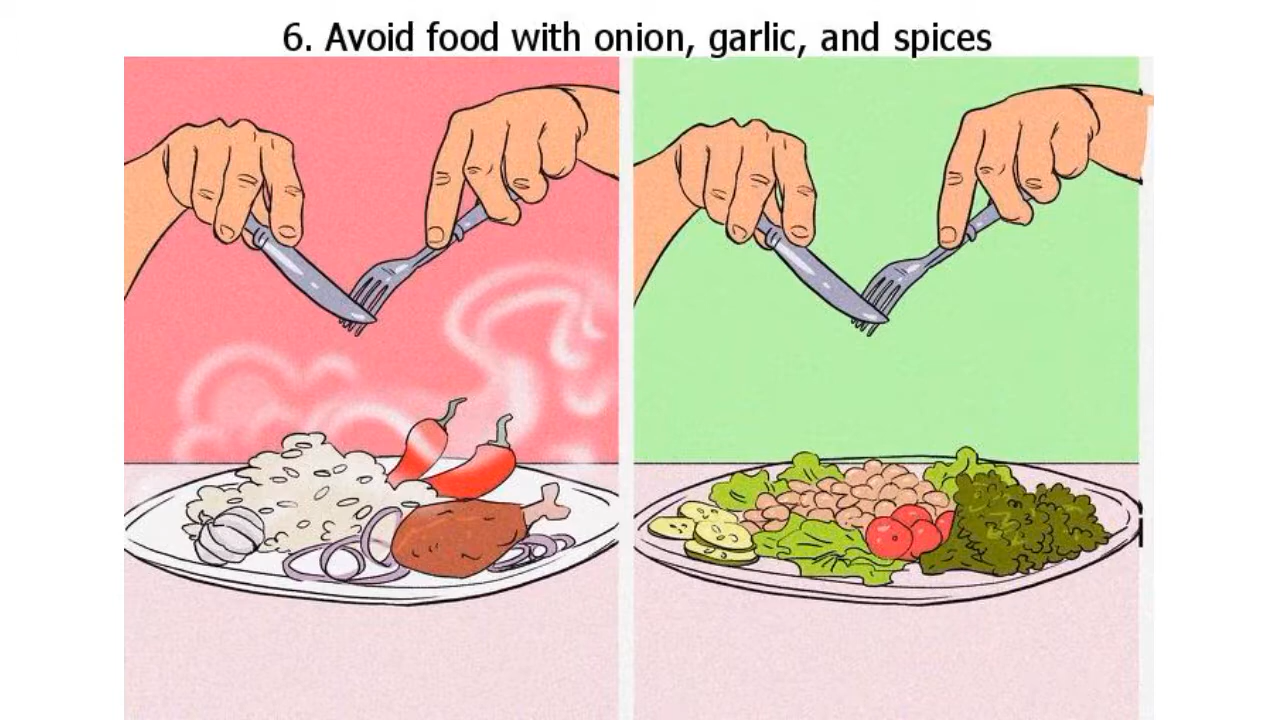 6. Avoid food with onion, garlic, and spices